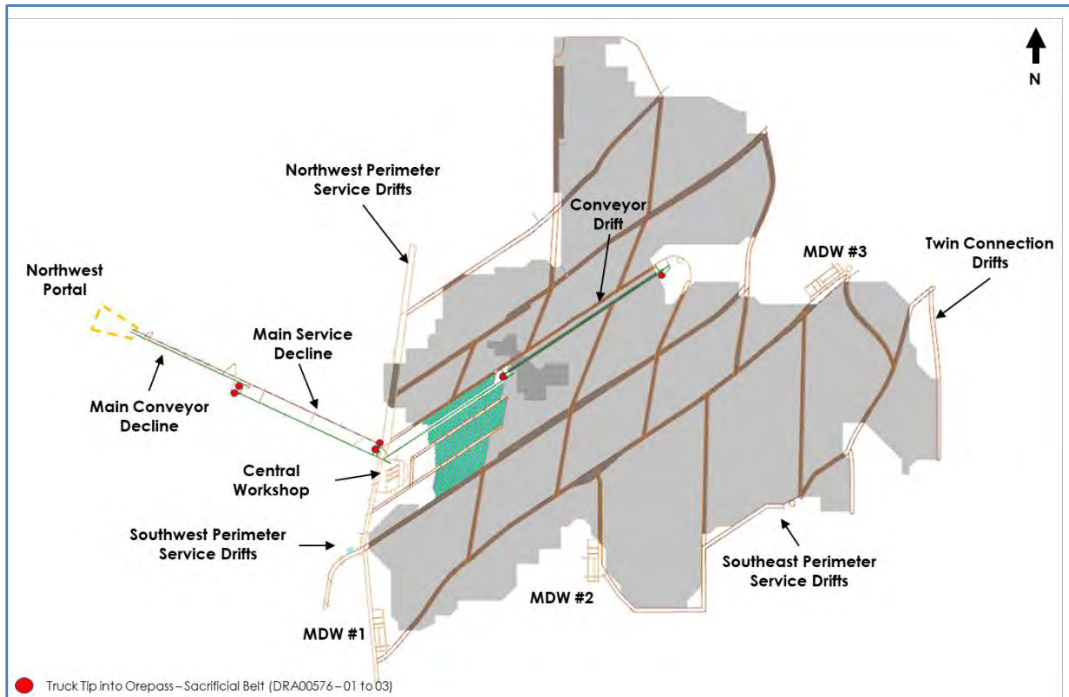 N
Northwest Perimeter
Service Drifts
Conveyor
Drift
MDW #3
Twin Connection
Drifts
Northwest
Portal
Main Service
Decline
Main Conveyor
Decline
Central
Workshop
Southwest Perimeter
Service Drifts
MDW #2
Southeast Perimeter
Service Drifts
MDW #1
Truck Tip into Orepass – Sacrificial Belt (DRA00576 – 01 to 03)